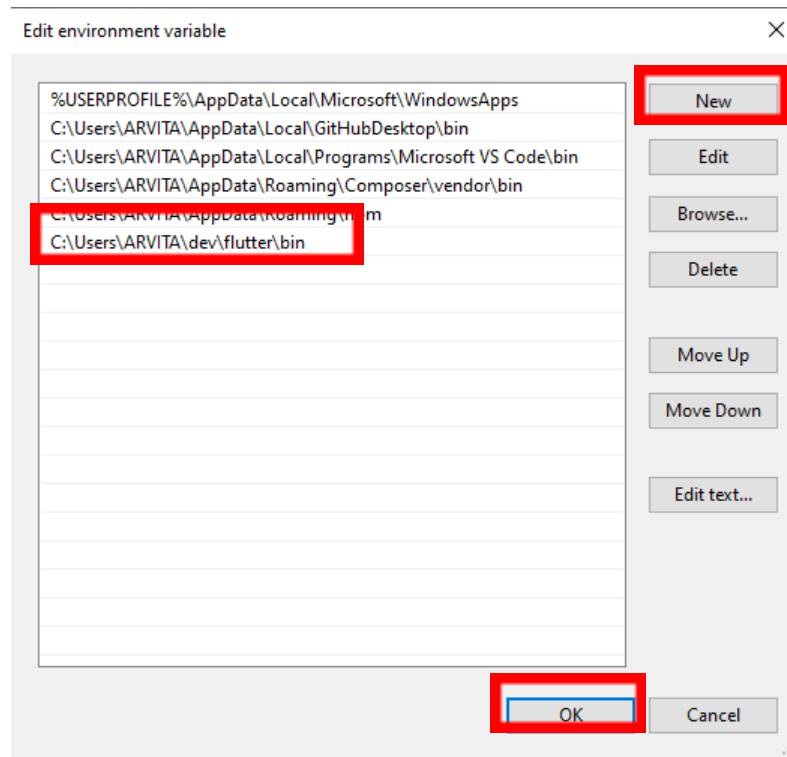 Edit environment variable
%USERPROFILE%\AppData\Local\Microsoft\WindowsApps
New
C:\Users\ARVITA\AppData\Local\GitHubDesktop\bin
C:\Users\ARVITA\AppData\Local\Programs\Microsoft VS Code\bin
Edit
C:\Users\ARVITA\AppData\Roaming\Composer\vendor\bin
C:\Users\ARVITA\AppData\Roaming\npm
Browse...
C:\Users\ARVITA\dev\flutter\bin
Delete
Move Up
Move Down
Edit text...
OK
Cancel